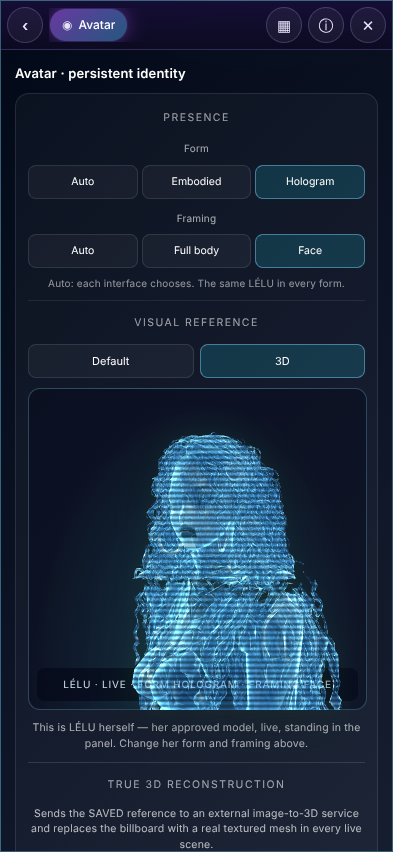 Avatar
Avatar · persistent identity
PRESENCE
Form
Auto Embodied Hologram
Framing
Auto Full body Face
Auto: each interface chooses. The same LÉLU in every form.
VISUAL REFERENCE
Default 3D
LÉLU · LIVE HOLOGRAM
This is LÉLU herself — her approved model, live, standing in the
panel. Change her form and framing above.
TRUE 3D RECONSTRUCTION
Sends the SAVED reference to an external image-to-3D service
and replaces the billboard with a real textured mesh in every live
scene.